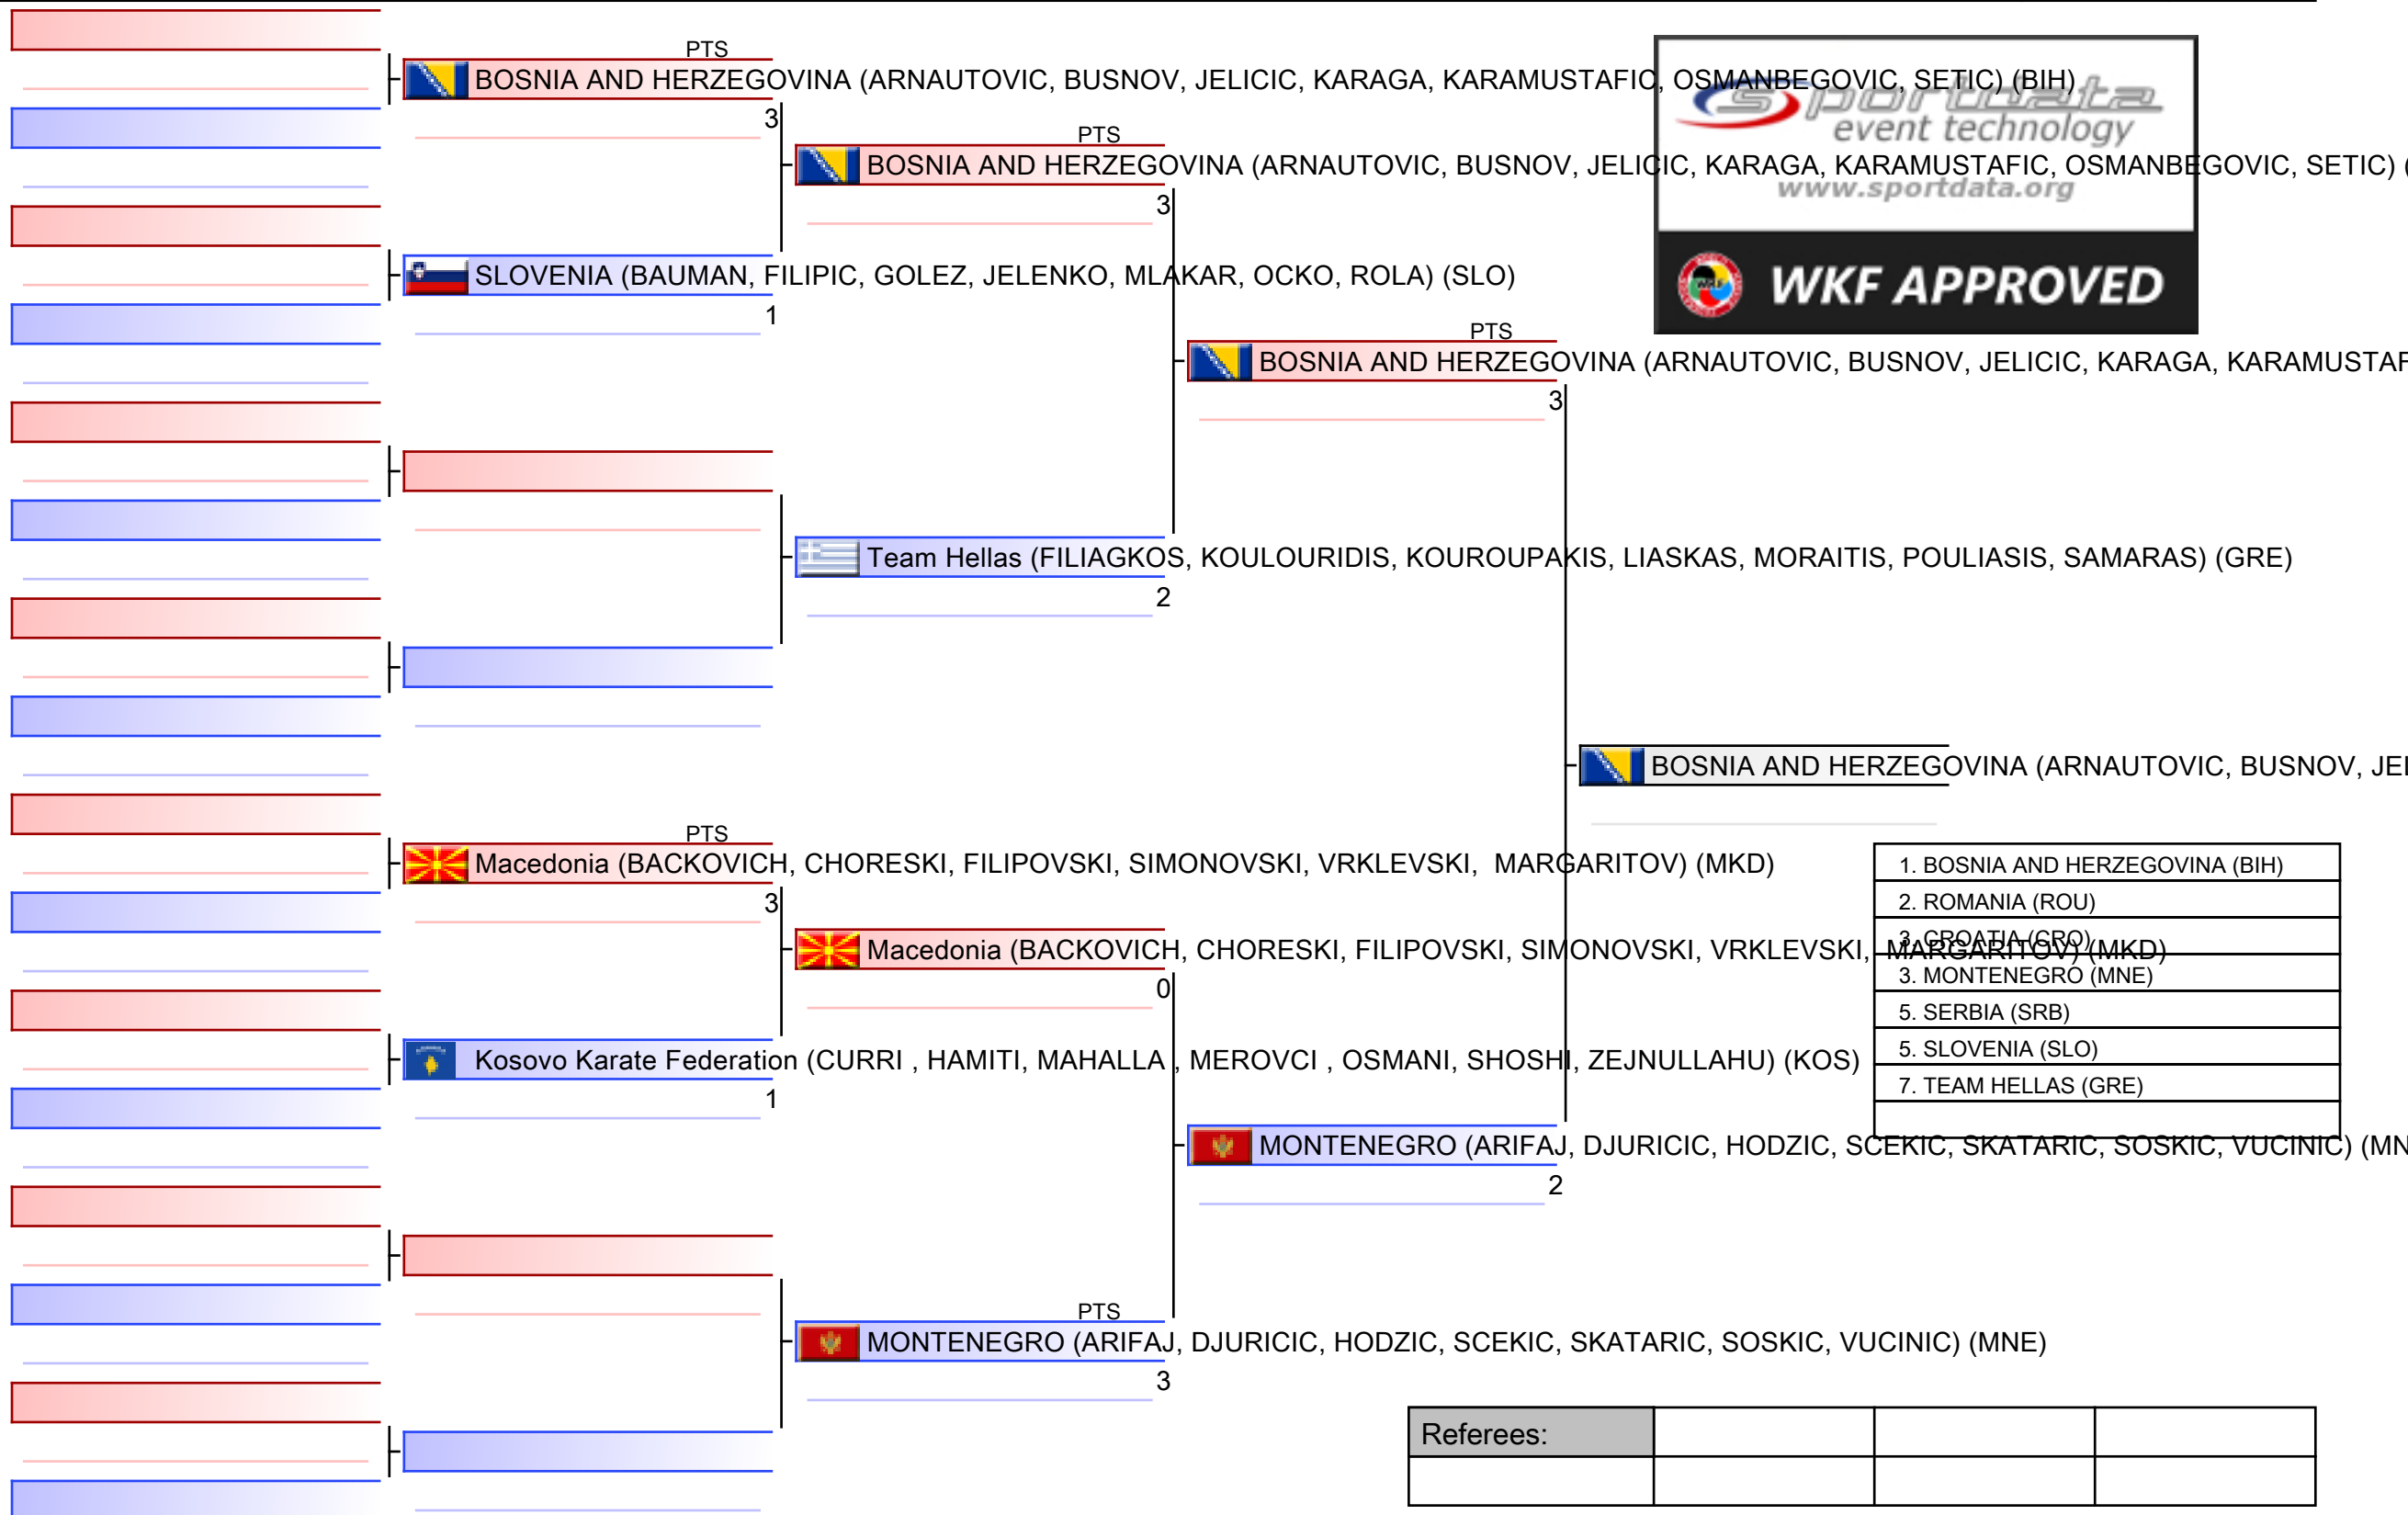 PTS
BOSNIA AND HERZEGOVINA (ARNAUTOVIC, BUSNOV, JELICIC, KARAGA, KARAMUSTAFIC, OSMANBEGOVIC, SETIC) (BIH)
3
sportdata
event technology
www.sportdata.org
WKF APPROVED
PTS
BOSNIA AND HERZEGOVINA (ARNAUTOVIC, BUSNOV, JELICIC, KARAGA, KARAMUSTAFIC, OSMANBEGOVIC, SETIC) (
3
SLOVENIA (BAUMAN, FILIPIC, GOLEZ, JELENKO, MLAKAR, OCKO, ROLA) (SLO)
1
PTS
BOSNIA AND HERZEGOVINA (ARNAUTOVIC, BUSNOV, JELICIC, KARAGA, KARAMUSTAF
3
Team Hellas (FILIAGKOS, KOULOURIDIS, KOUROUPAKIS, LIASKAS, MORAITIS, POULIASIS, SAMARAS) (GRE)
2
BOSNIA AND HERZEGOVINA (ARNAUTOVIC, BUSNOV, JEL
PTS
Macedonia (BACKOVICH, CHORESKI, FILIPOVSKI, SIMONOVSKI, VRKLEVSKI, MARGARITOV) (MKD)
3
Macedonia (BACKOVICH, CHORESKI, FILIPOVSKI, SIMONOVSKI, VRKLEVSKI, MARGARITOV) (MKD)
0
Kosovo Karate Federation (CURRI , HAMITI, MAHALLA , MEROVCI , OSMANI, SHOSHI, ZEJNULLAHU) (KOS)
1
1. BOSNIA AND HERZEGOVINA (BIH)
2. ROMANIA (ROU)
3. CROATIA (CRO)
3. MONTENEGRO (MNE)
5. SERBIA (SRB)
5. SLOVENIA (SLO)
7. TEAM HELLAS (GRE)
MONTENEGRO (ARIFAJ, DJURICIC, HODZIC, SCEKIC, SKATARIC, SOSKIC, VUCINIC) (MN
2
PTS
MONTENEGRO (ARIFAJ, DJURICIC, HODZIC, SCEKIC, SKATARIC, SOSKIC, VUCINIC) (MNE)
3
Referees: